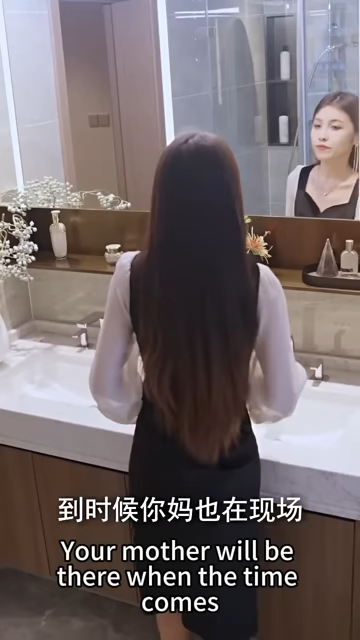 到时候你妈也在现场
Your mother will be
there when the time
comes